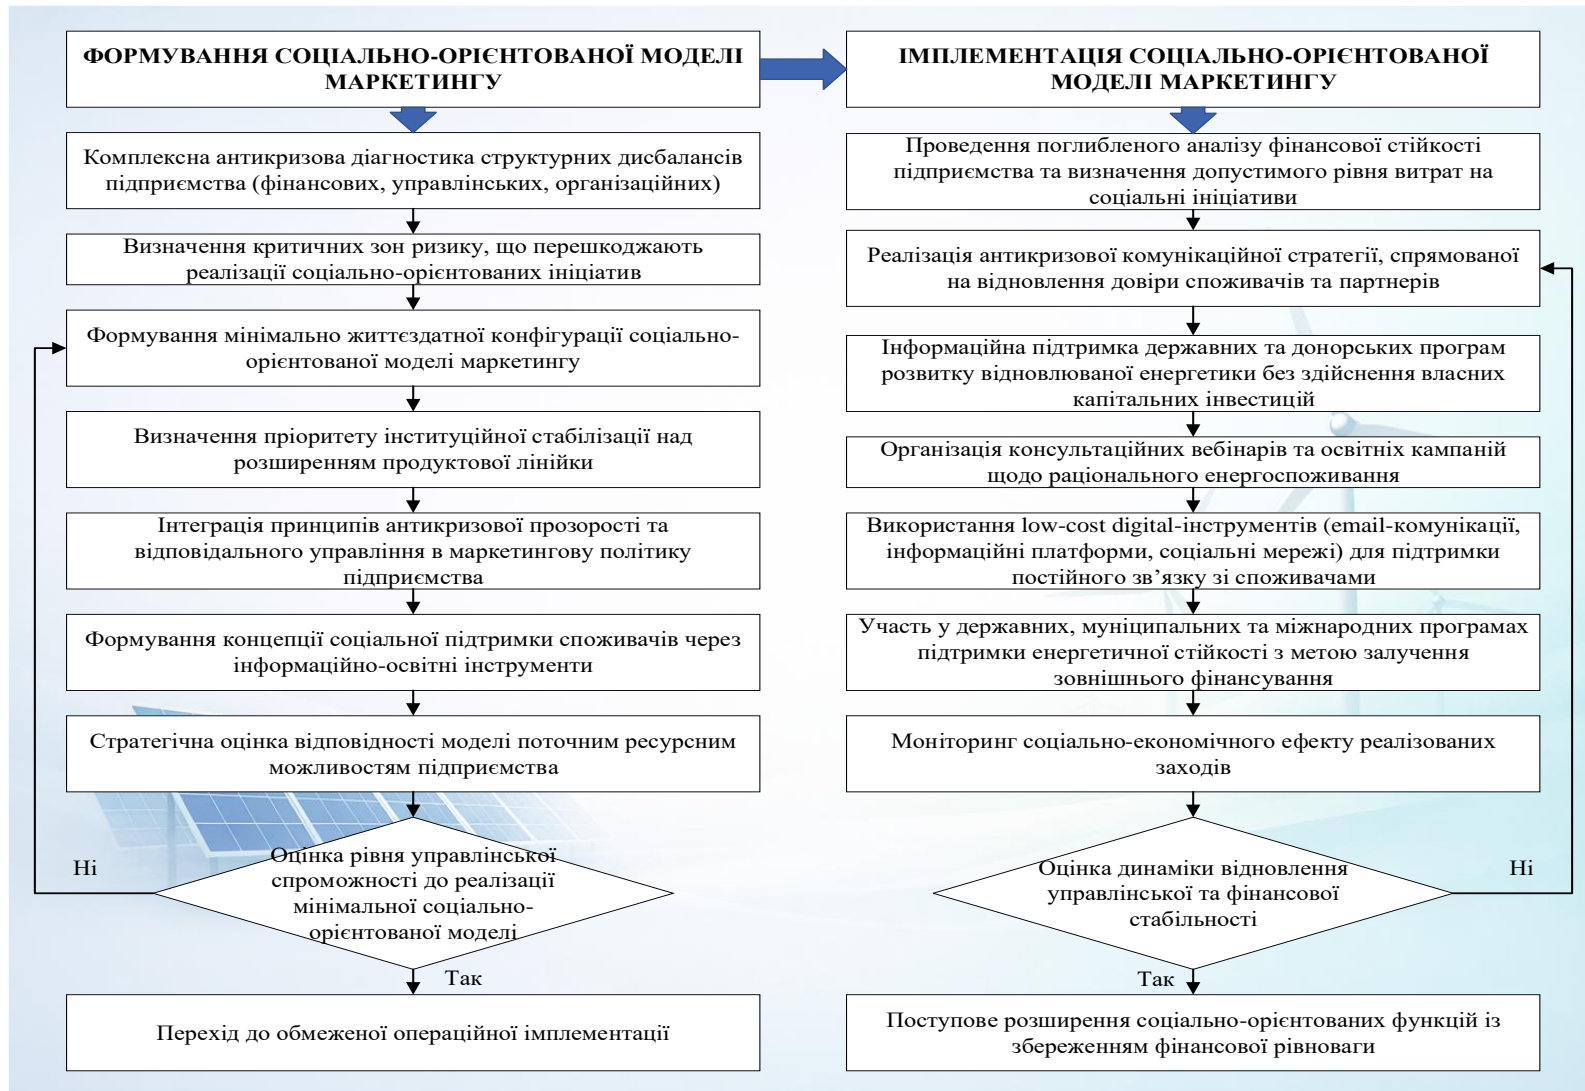 ФОРМУВАННЯ СОЦІАЛЬНО-ОРІЄНТОВАНОЇ МОДЕЛІ
МАРКЕТИНГУ
Комплексна антикризова діагностика структурних дисбалансів
підприємства (фінансових, управлінських, організаційних)
Визначення критичних зон ризику, що перешкоджають
реалізації соціально-орієнтованих ініціатив
Формування мінімально життєздатної конфігурації соціально-
орієнтованої моделі маркетингу
Визначення пріоритету інституційної стабілізації над
розширенням продуктової лінійки
Інтеграція принципів антикризової прозорості та
відповідального управління в маркетингову політику
підприємства
Формування концепції соціальної підтримки споживачів через
інформаційно-освітні інструменти
Стратегічна оцінка відповідності моделі поточним ресурсним
можливостям підприємства
Оцінка рівня управлінської
спроможності до реалізації
мінімальної соціально-
орієнтованої моделі
Ні
Так
Перехід до обмеженої операційної імплементації
ІМПЛЕМЕНТАЦІЯ СОЦІАЛЬНО-ОРІЄНТОВАНОЇ
МОДЕЛІ МАРКЕТИНГУ
Проведення поглибленого аналізу фінансової стійкості
підприємства та визначення допустимого рівня витрат на
соціальні ініціативи
Реалізація антикризової комунікаційної стратегії, спрямованої
на відновлення довіри споживачів та партнерів
Інформаційна підтримка державних та донорських програм
розвитку відновлюваної енергетики без здійснення власних
капітальних інвестицій
Організація консультаційних вебінарів та освітніх кампаній
щодо раціонального енергоспоживання
Використання low-cost digital-інструментів (email-комунікації,
інформаційні платформи, соціальні мережі) для підтримки
постійного зв’язку зі споживачами
Участь у державних, муніципальних та міжнародних програмах
підтримки енергетичної стійкості з метою залучення
зовнішнього фінансування
Моніторинг соціально-економічного ефекту реалізованих
заходів
Оцінка динаміки відновлення
управлінської та фінансової
стабільності
Ні
Так
Поступове розширення соціально-орієнтованих функцій із
збереженням фінансової рівноваги